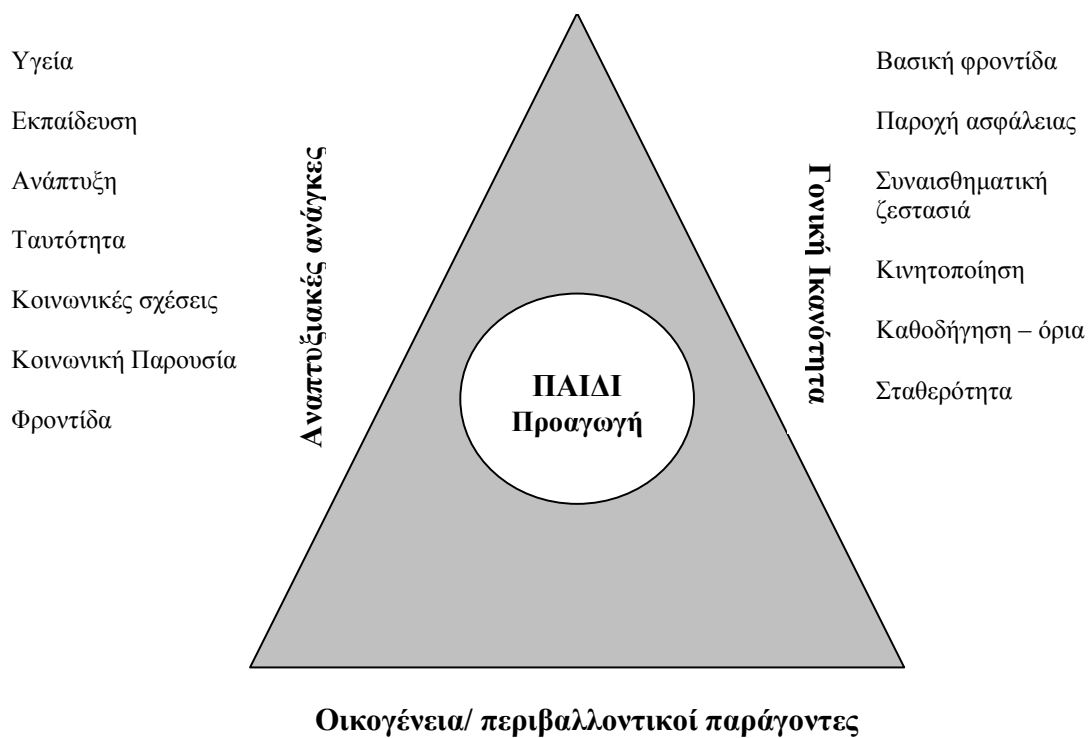 Υγεία
Εκπαίδευση
Ανάπτυξη
Ταυτότητα
Κοινωνικές σχέσεις
Κοινωνική Παρουσία
Φροντίδα
Αναπτυξιακές ανάγκες
ΠΑΙΔΙ
Προαγωγή
Γονική Ικανότητα
Βασική φροντίδα
Παροχή ασφάλειας
Συναισθηματική
ζεστασιά
Κινητοποίηση
Καθοδήγηση – όρια
Σταθερότητα
Οικογένεια/ περιβαλλοντικοί παράγοντες